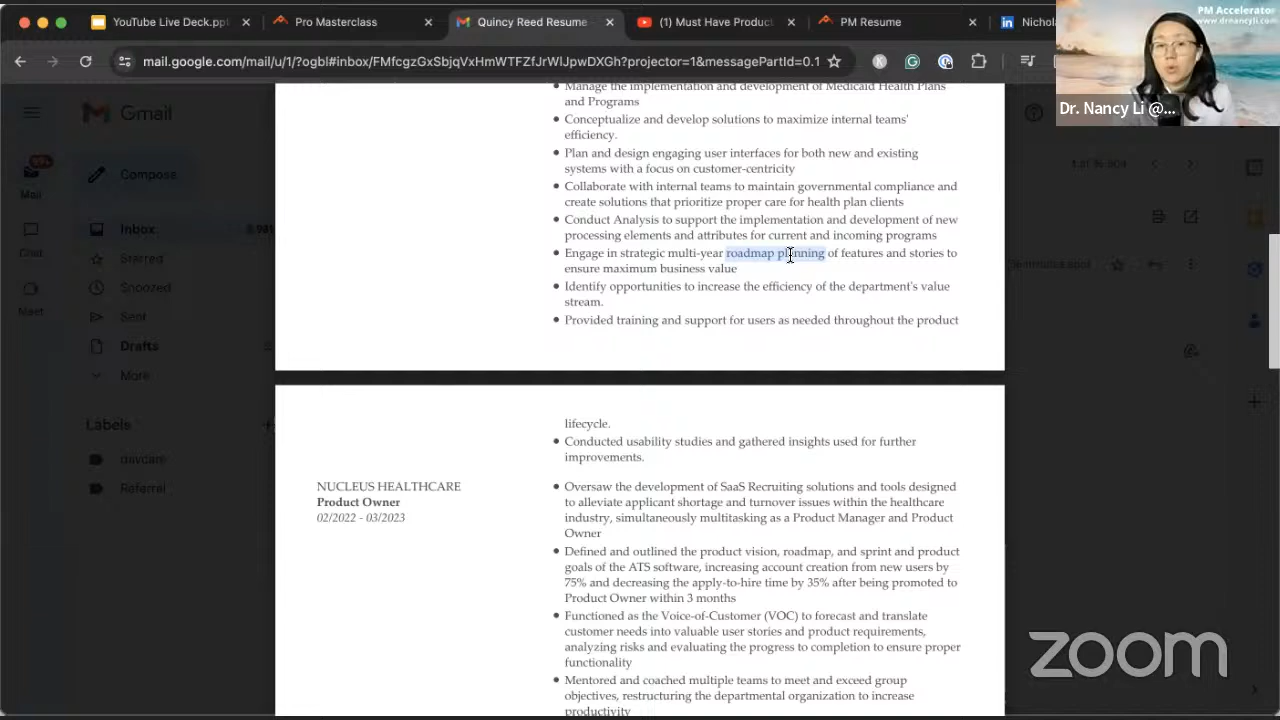 YouTube Live Deck.ppt
Pro Masterclass
Quincy Reed Resume
(1) Must Have Product
PM Resume
Nichola
PM Accelerator
www.drnancyli.com
mail.google.com/mail/u/1/?ogbl#inbox/FMfcgzGxSbjqVxHmWTFZfJrWlJpwDXGh?projector=1&messagePartId=0.1
Dr. Nancy Li @...
Gmail
Compose
Mail
Inbox
Chat
Starred
Snoozed
Meet
Sent
Drafts
More
Labels
daycare
Referral
Manage the implementation and development of Medicaid Health Plans
and Programs
Conceptualize and develop solutions to maximize internal teams'
efficiency.
Plan and design engaging user interfaces for both new and existing
systems with a focus on customer-centricity
Collaborate with internal teams to maintain governmental compliance and
create solutions that prioritize proper care for health plan clients
Conduct Analysis to support the implementation and development of new
processing elements and attributes for current and incoming programs
Engage in strategic multi-year roadmap planning of features and stories to
ensure maximum business value
Identify opportunities to increase the efficiency of the department's value
stream.
Provided training and support for users as needed throughout the product
lifecycle.
Conducted usability studies and gathered insights used for further
improvements.
NUCLEUS HEALTHCARE
Product Owner
02/2022 - 03/2023
Oversaw the development of SaaS Recruiting solutions and tools designed
to alleviate applicant shortage and turnover issues within the healthcare
industry, simultaneously multitasking as a Product Manager and Product
Owner
Defined and outlined the product vision, roadmap, and sprint and product
goals of the ATS software, increasing account creation from new users by
75% and decreasing the apply-to-hire time by 35% after being promoted to
Product Owner within 3 months
Functioned as the Voice-of-Customer (VOC) to forecast and translate
customer needs into valuable user stories and product requirements,
analyzing risks and evaluating the progress to completion to ensure proper
functionality
Mentored and coached multiple teams to meet and exceed group
objectives, restructuring the departmental organization to increase
productivity
zoom